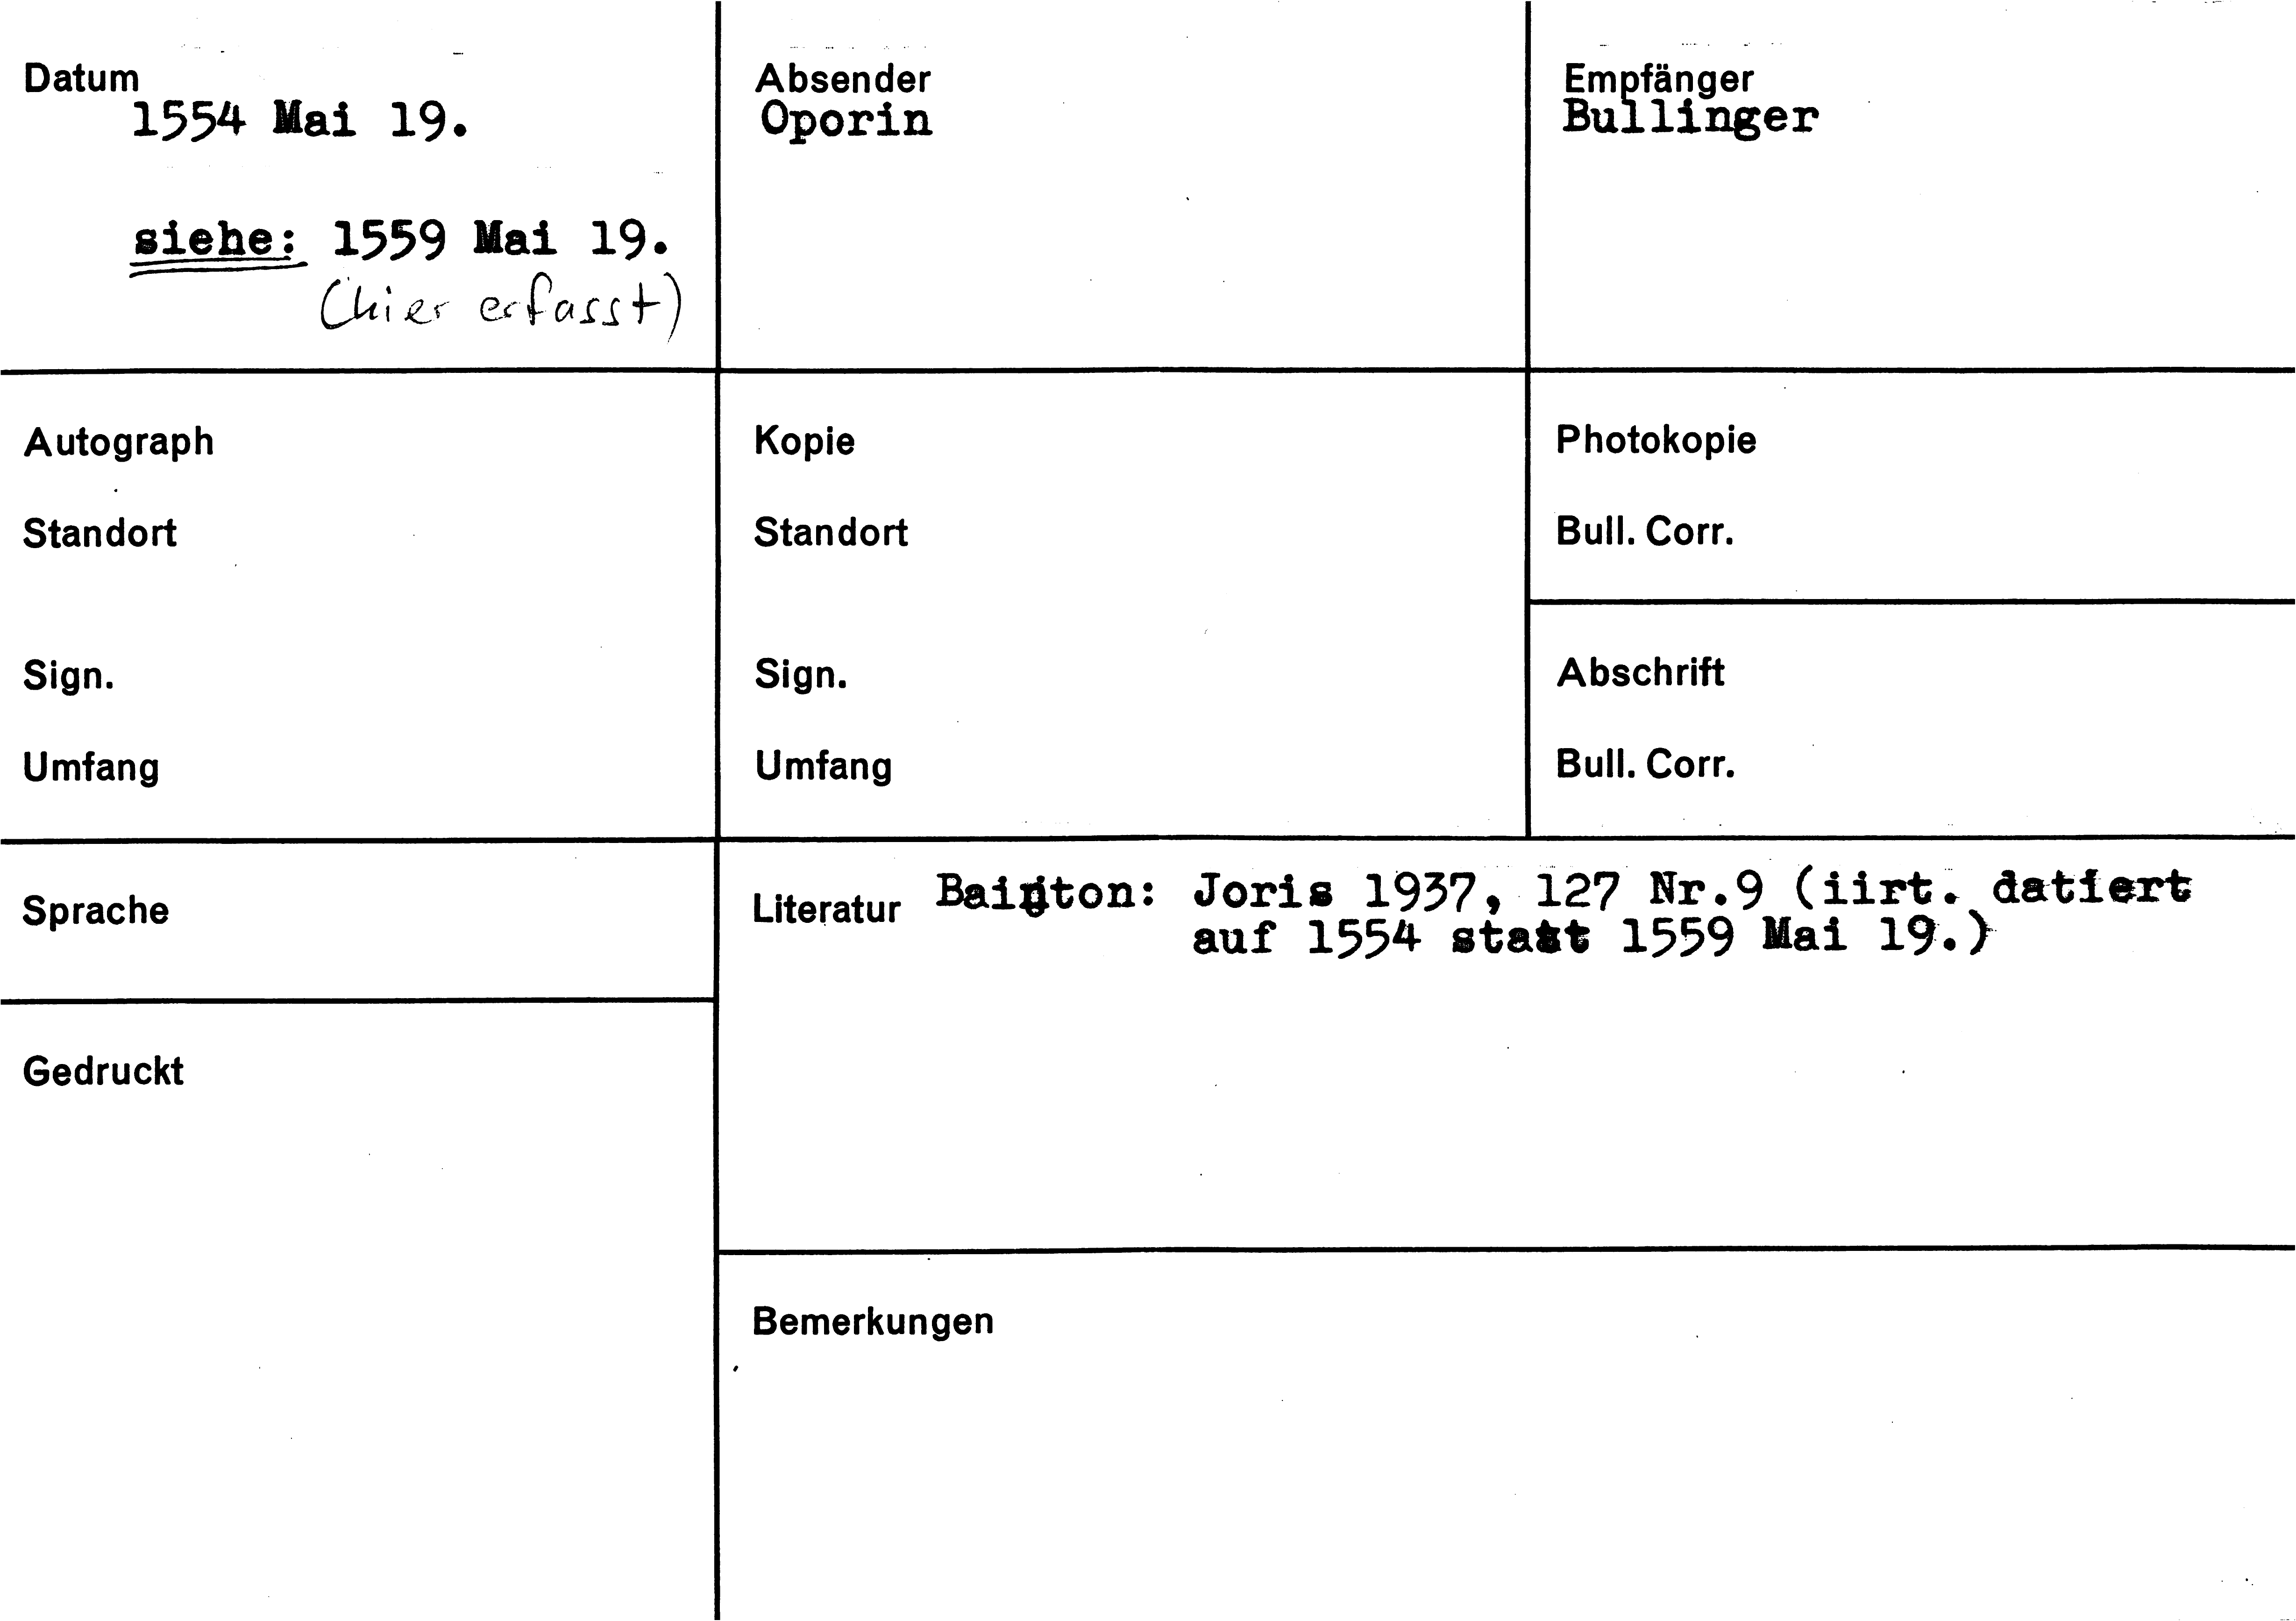 Datum
1554 Mai 19.
siehe: 1559 Mai 19.
(hier erfasst)
Absender
Oporin
Empfänger
Bullinger
Autograph
Standort
Sign.
Umfang
Kopie
Standort
Sign.
Umfang
Photokopie
Bull. Corr.
Abschrift
Bull. Corr.
Sprache
Gedruckt
Literatur Bainton: Joris 1937, 127 Nr.9 (iirt. datiert
auf 1554 statt 1559 Mai 19.)
Bemerkungen